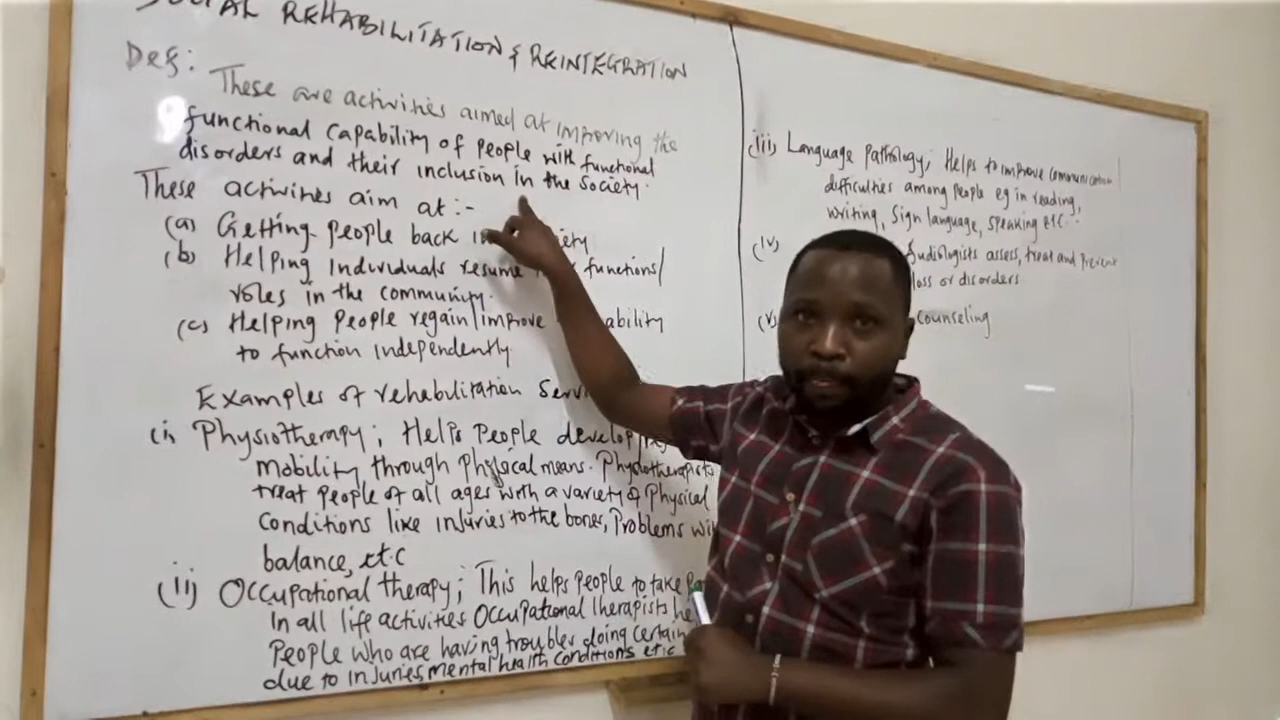 SOCIAL REHABILITATION & REINTEGRATION
Def:
These are activities aimed at improving the
functional capability of people with functional
disorders and their inclusion in the society.
These activities aim at :-
(a) Getting people back in
(b) Helping individuals resume functions/
roles in the community.
(c) Helping People regain/improve ability
to function independently.
Examples of rehabilitation
(i) Physiotherapy; Helps People develop/
mobility through Physical means. Physiotherapists
treat people of all ages with a variety of Physical
Conditions like injuries to the bones, Problems
balance, etc
(ii) Occupational therapy; This helps people to take
In all life activities Occupational therapists
People who are having troubles doing certain
due to injuries, mental health conditions etc
(iii) Language Pathology; Helps to improve communication
difficulties among people eg in reading,
writing, Sign language, speaking etc.
(iv) Audiologists assess, treat and Prevent
loss or disorders
(v) Counseling